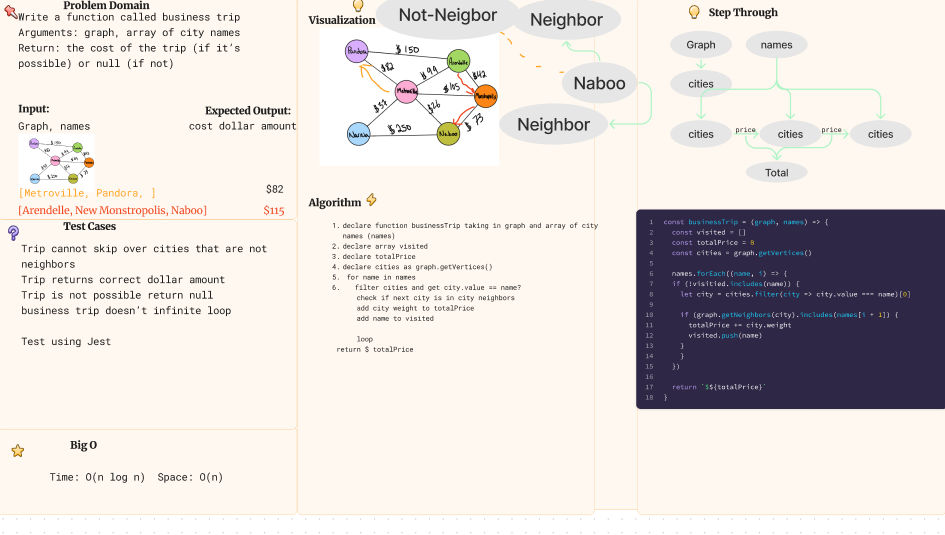 Problem Domain
Write a function called business trip
Arguments: graph, array of city names
Return: the cost of the trip (if it's
possible) or null (if not)
Input:
Expected Output:
Graph, names
cost dollar amount
[Metroville, Pandora, ]
$82
[Arendelle, New Monstropolis, Naboo]
$115
Test Cases
Trip cannot skip over cities that are not
neighbors
Trip returns correct dollar amount
Trip is not possible return null
business trip doesn't infinite loop
Test using Jest
Big O
Time: O(n log n) Space: O(n)
Visualization
Not-Neigbor
Neighbor
Naboo
Neighbor
Pandora
$ 150
Arendelle
$82
$99
$42
Metroville
$105
Monstropolis
$37
$26
$ 73
Narnia
$250
Naboo
Algorithm
1. declare function businessTrip taking in graph and array of city
names (names)
2. declare array visited
3. declare totalPrice
4. declare cities as graph.getVertices()
5. for name in names
6. filter cities and get city.value == name?
check if next city is in city neighbors
add city weight to totalPrice
add name to visited
loop
return $ totalPrice
Step Through
Graph
names
cities
cities
price
cities
price
cities
Total
1 const businessTrip = (graph, names) => {
2 const visited = []
3 const totalPrice = 0
4 const cities = graph.getVertices()
5
6 names.forEach((name, i) => {
7 if (!visitied.includes(name)) {
8 let city = cities.filter(city => city.value === name)[0]
9
10 if (graph.getNeighbors(city).includes(names[i + 1]) {
11 totalPrice += city.weight
12 visited.push(name)
13 }
14 }
15 })
16
17 return `$${totalPrice}`
18 }